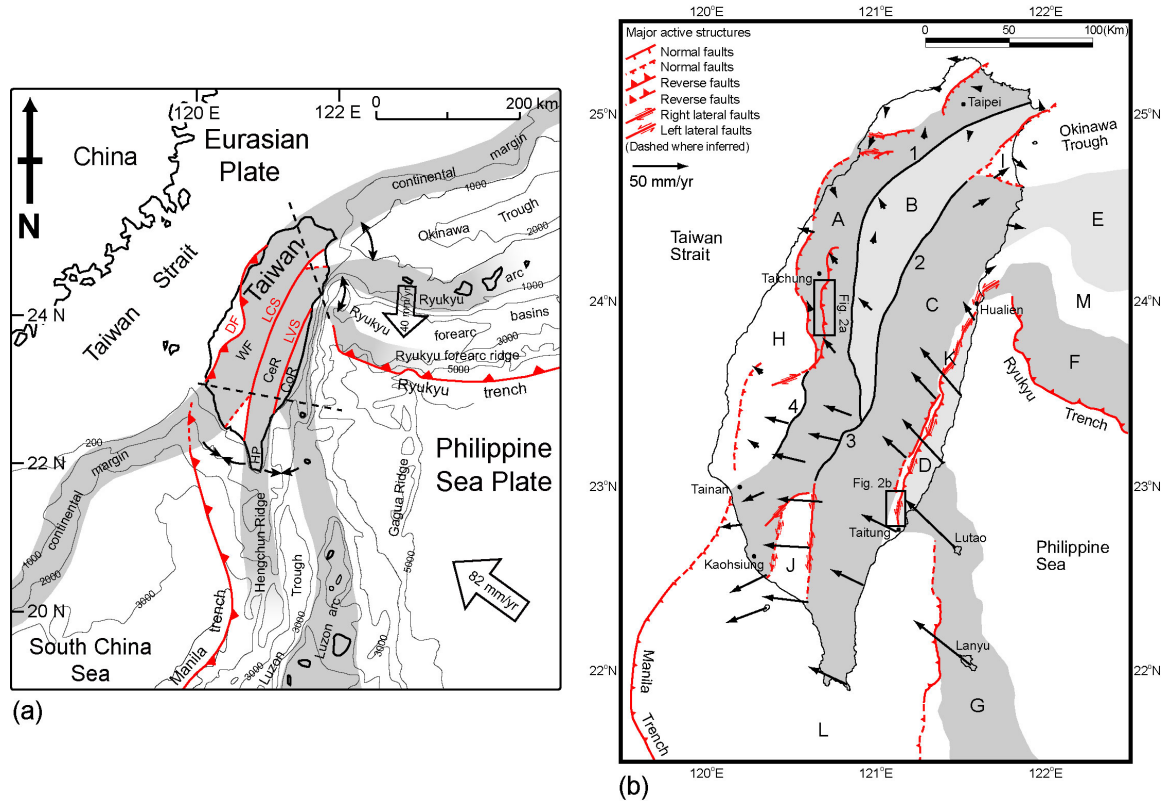 120 E
122 E
0
200 km
China
Eurasian
Plate
continental
margin
1000
Okinawa
Trough
2000
N
Taiwan
Strait
Taiwan
DF
LCS
WF
LVS
CeR
CoR
HP
24 N
22 N
20 N
Ryukyu
arc
1000
Ryukyu
40 mm/yr
forearc
basins
3000
Ryukyu forearc ridge
5000
Ryukyu
trench
200
continental
margin
1000
2000
3000
Philippine
Sea Plate
Gagua Ridge
5000
Hengchun Ridge
Trough
3000
Luzon
3000
Luzon
arc
3000
82 mm/yr
Manila
trench
South China
Sea
(a)
120°E
121°E
122°E
Major active structures
Normal faults
Normal faults
Reverse faults
Reverse faults
Right lateral faults
Left lateral faults
(Dashed where inferred)
50 mm/yr
0
50
100(Km)
25°N
25°N
Taipei
Okinawa
Trough
1
I
B
A
E
Taiwan
Strait
2
Taichung
Fig. 2a
C
M
24°N
24°N
Hualien
H
K
F
Ryukyu
Trench
4
3
D
Tainan
Fig. 2b
23°N
23°N
Taitung
Lutao
Kaohsiung
J
Philippine
Sea
Lanyu
22°N
22°N
Manila
Trench
G
L
120°E
121°E
122°E
(b)